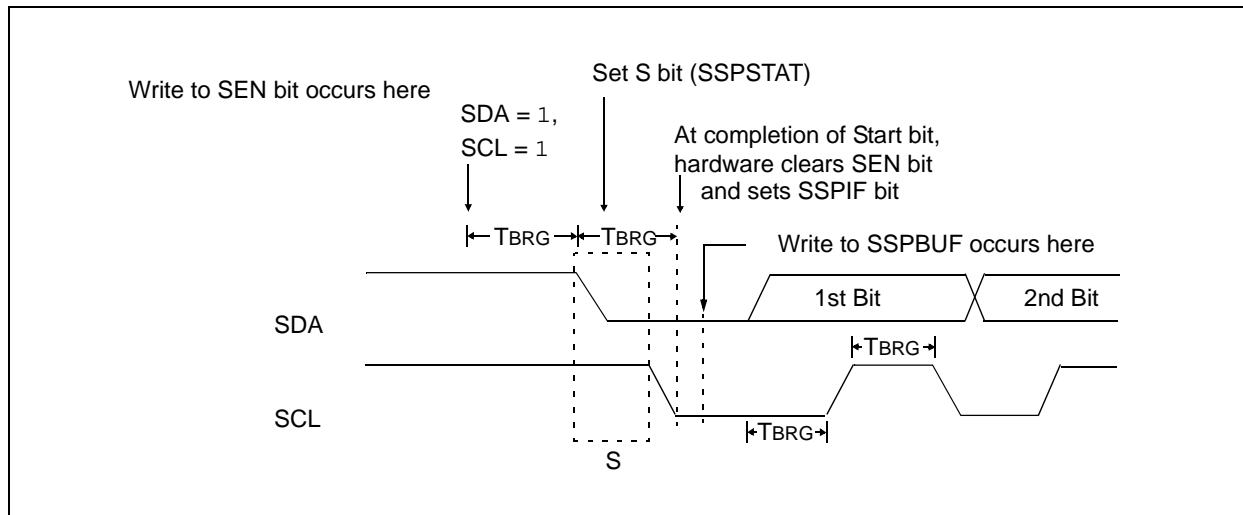 Set S bit (SSPSTAT)
Write to SEN bit occurs here
SDA = 1,
SCL = 1
At completion of Start bit,
hardware clears SEN bit
and sets SSPIF bit
TBRG
TBRG
Write to SSPBUF occurs here
1st Bit
2nd Bit
SDA
TBRG
SCL
TBRG
S